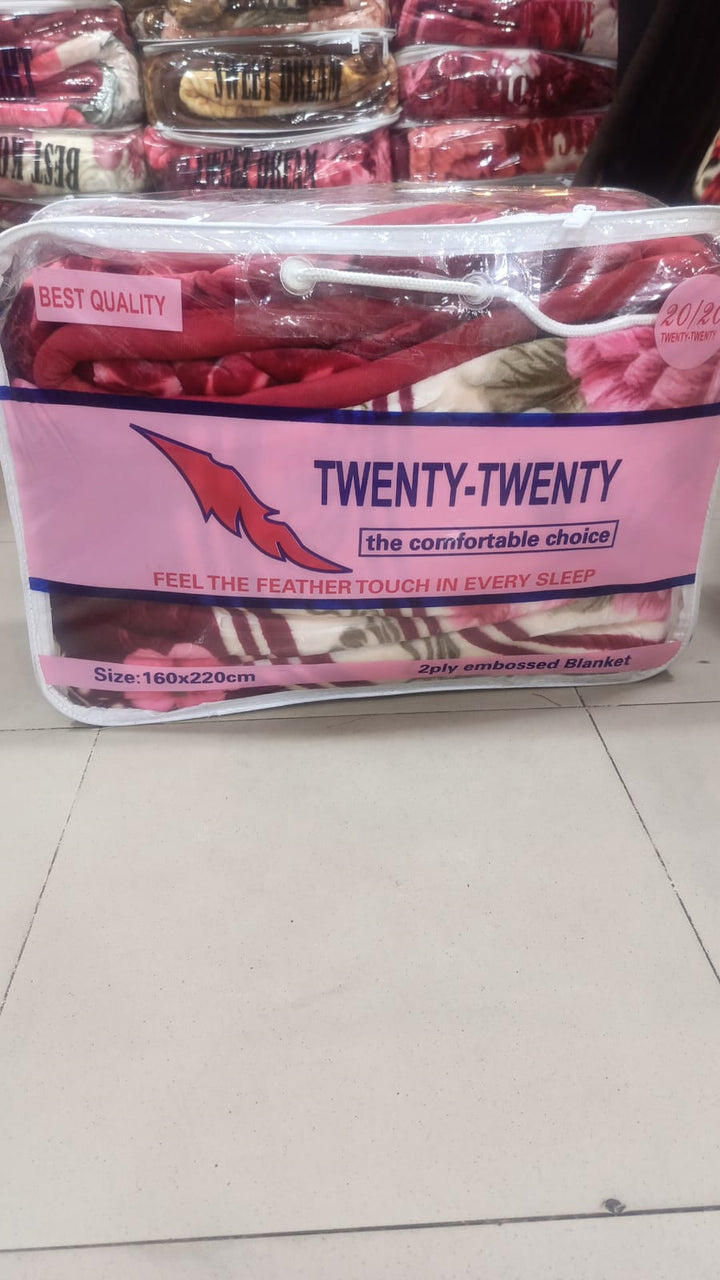 SWEET DREAM
BEST
BEST QUALITY
20/20
TWENTY-TWENTY
TWENTY-TWENTY
the comfortable choice
FEEL THE FEATHER TOUCH IN EVERY SLEEP
Size:160x220cm
2ply embossed Blanket